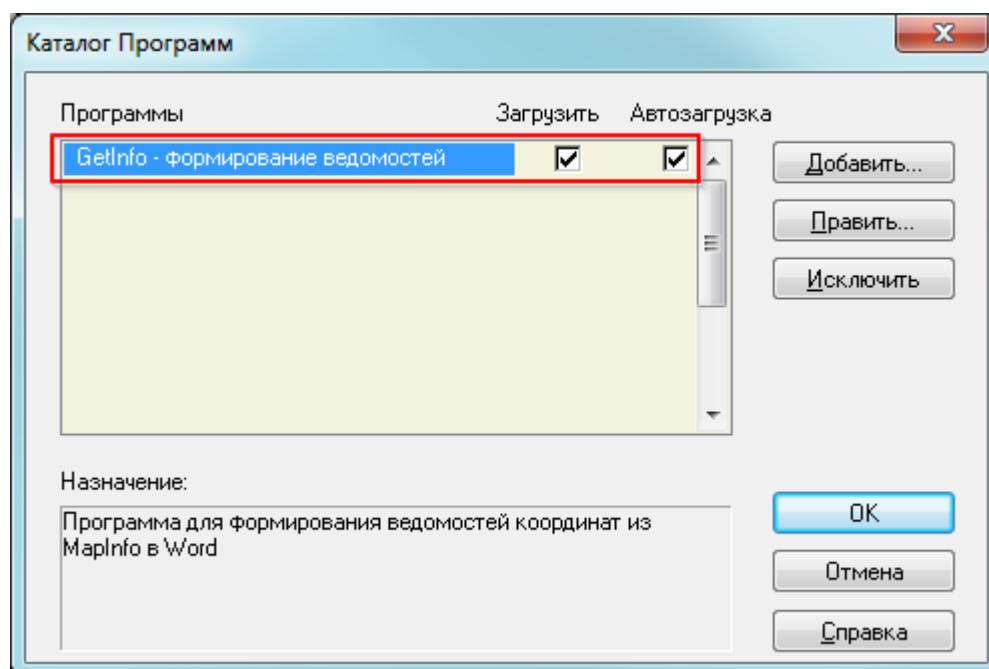 Каталог Программ
Программы Загрузить Автозагрузка
GetInfo - формирование ведомостей
Добавить...
Править...
Исключить
Назначение:
Программа для формирования ведомостей координат из
MapInfo в Word
OK
Отмена
Справка